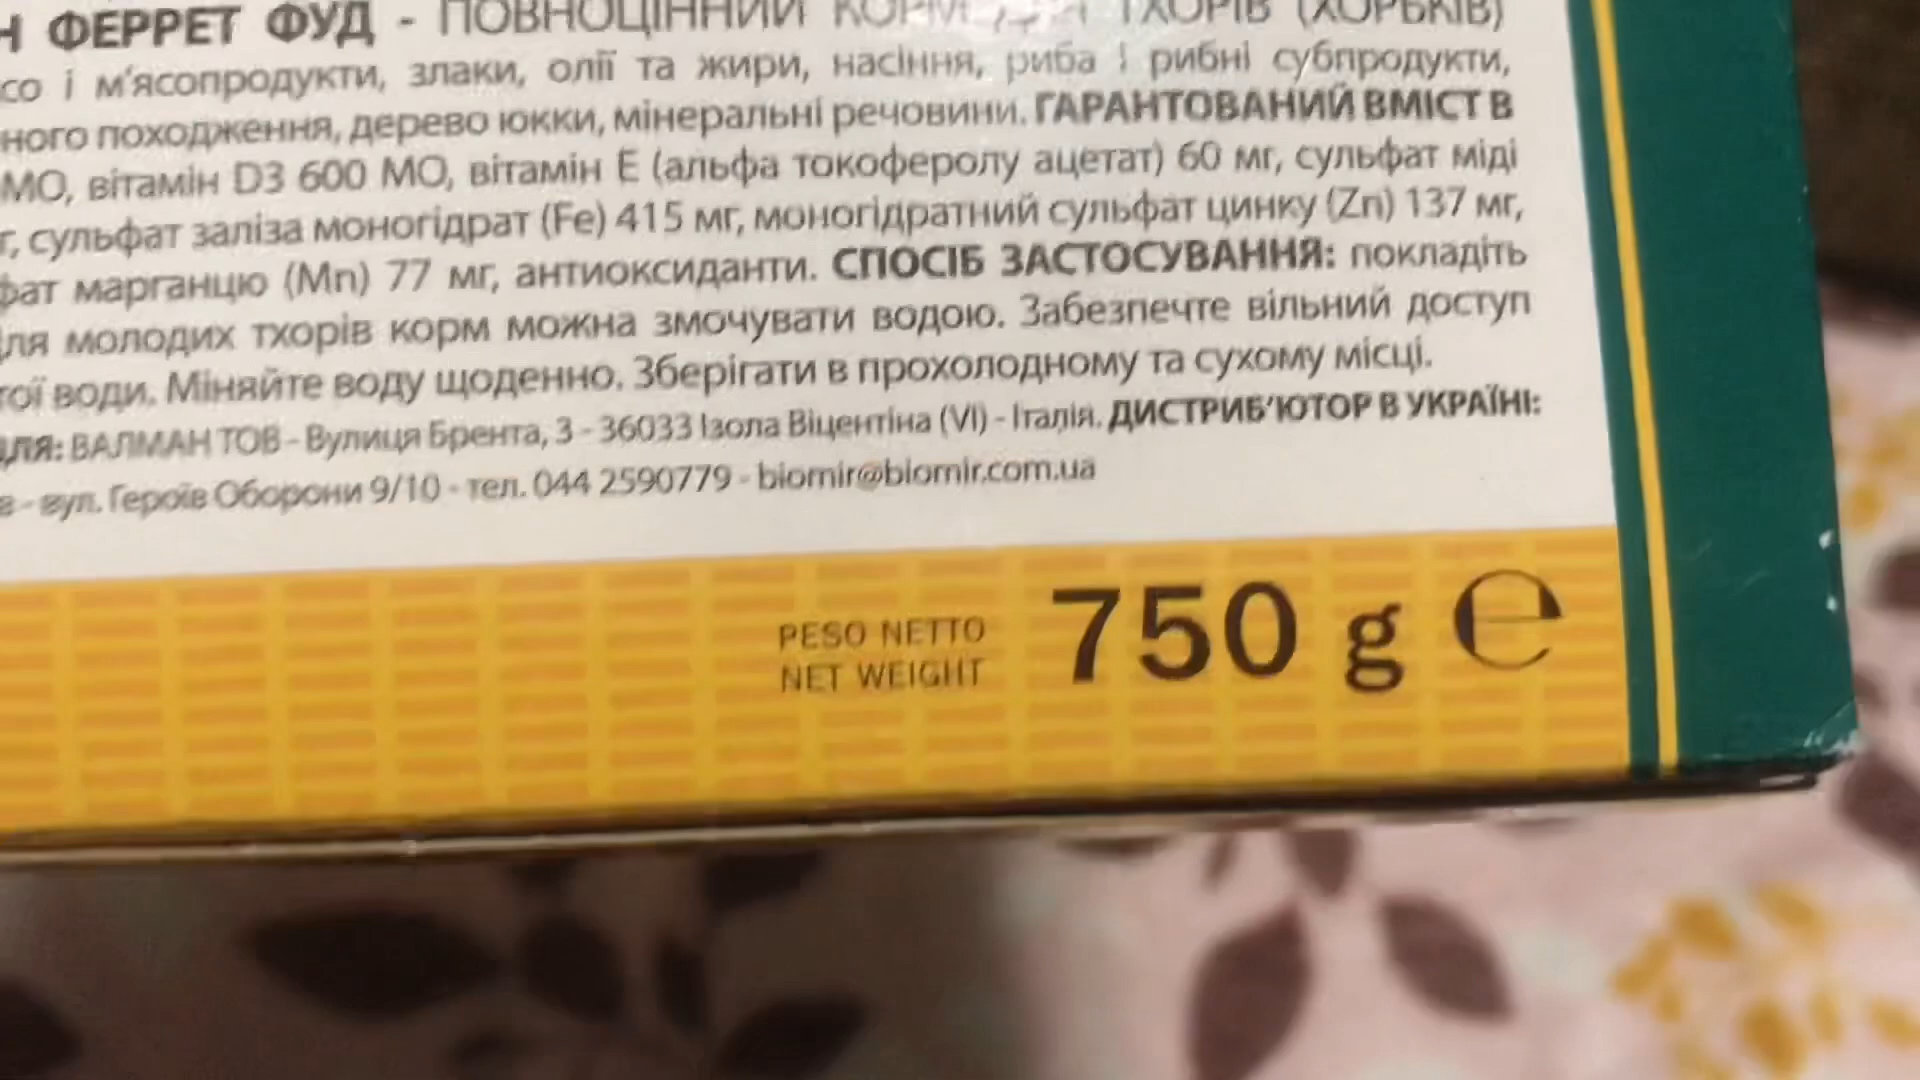 Н ФЕРРЕТ ФУД - ПОВНОЦІННИЙ КОРМ ДЛЯ ТХОРІВ (ХОРЬКІВ)
со і м'ясопродукти, злаки, олії та жири, насіння, риба і рибні субпродукти,
ного походження, дерево юкки, мінеральні речовини. ГАРАНТОВАНИЙ ВМІСТ В
МО, вітамін D3 600 МО, вітамін Е (альфа токоферолу ацетат) 60 мг, сульфат міді
г, сульфат заліза моногідрат (Fe) 415 мг, моногідратний сульфат цинку (Zn) 137 мг,
фат марганцю (Mn) 77 мг, антиоксиданти. СПОСІБ ЗАСТОСУВАННЯ: покладіть
ля молодих тхорів корм можна змочувати водою. Забезпечте вільний доступ
тої води. Міняйте воду щоденно. Зберігати в прохолодному та сухому місці.
ДЛЯ: ВАЛМАН ТОВ - Вулиця Брента, 3 - 36033 Ізола Віцентіна (VI) - Італія. ДИСТРИБ'ЮТОР В УКРАЇНІ:
в - вул. Героїв Оборони 9/10 - тел. 044 2590779 - biomir@biomir.com.ua
PESO NETTO
NET WEIGHT
750 g ℮